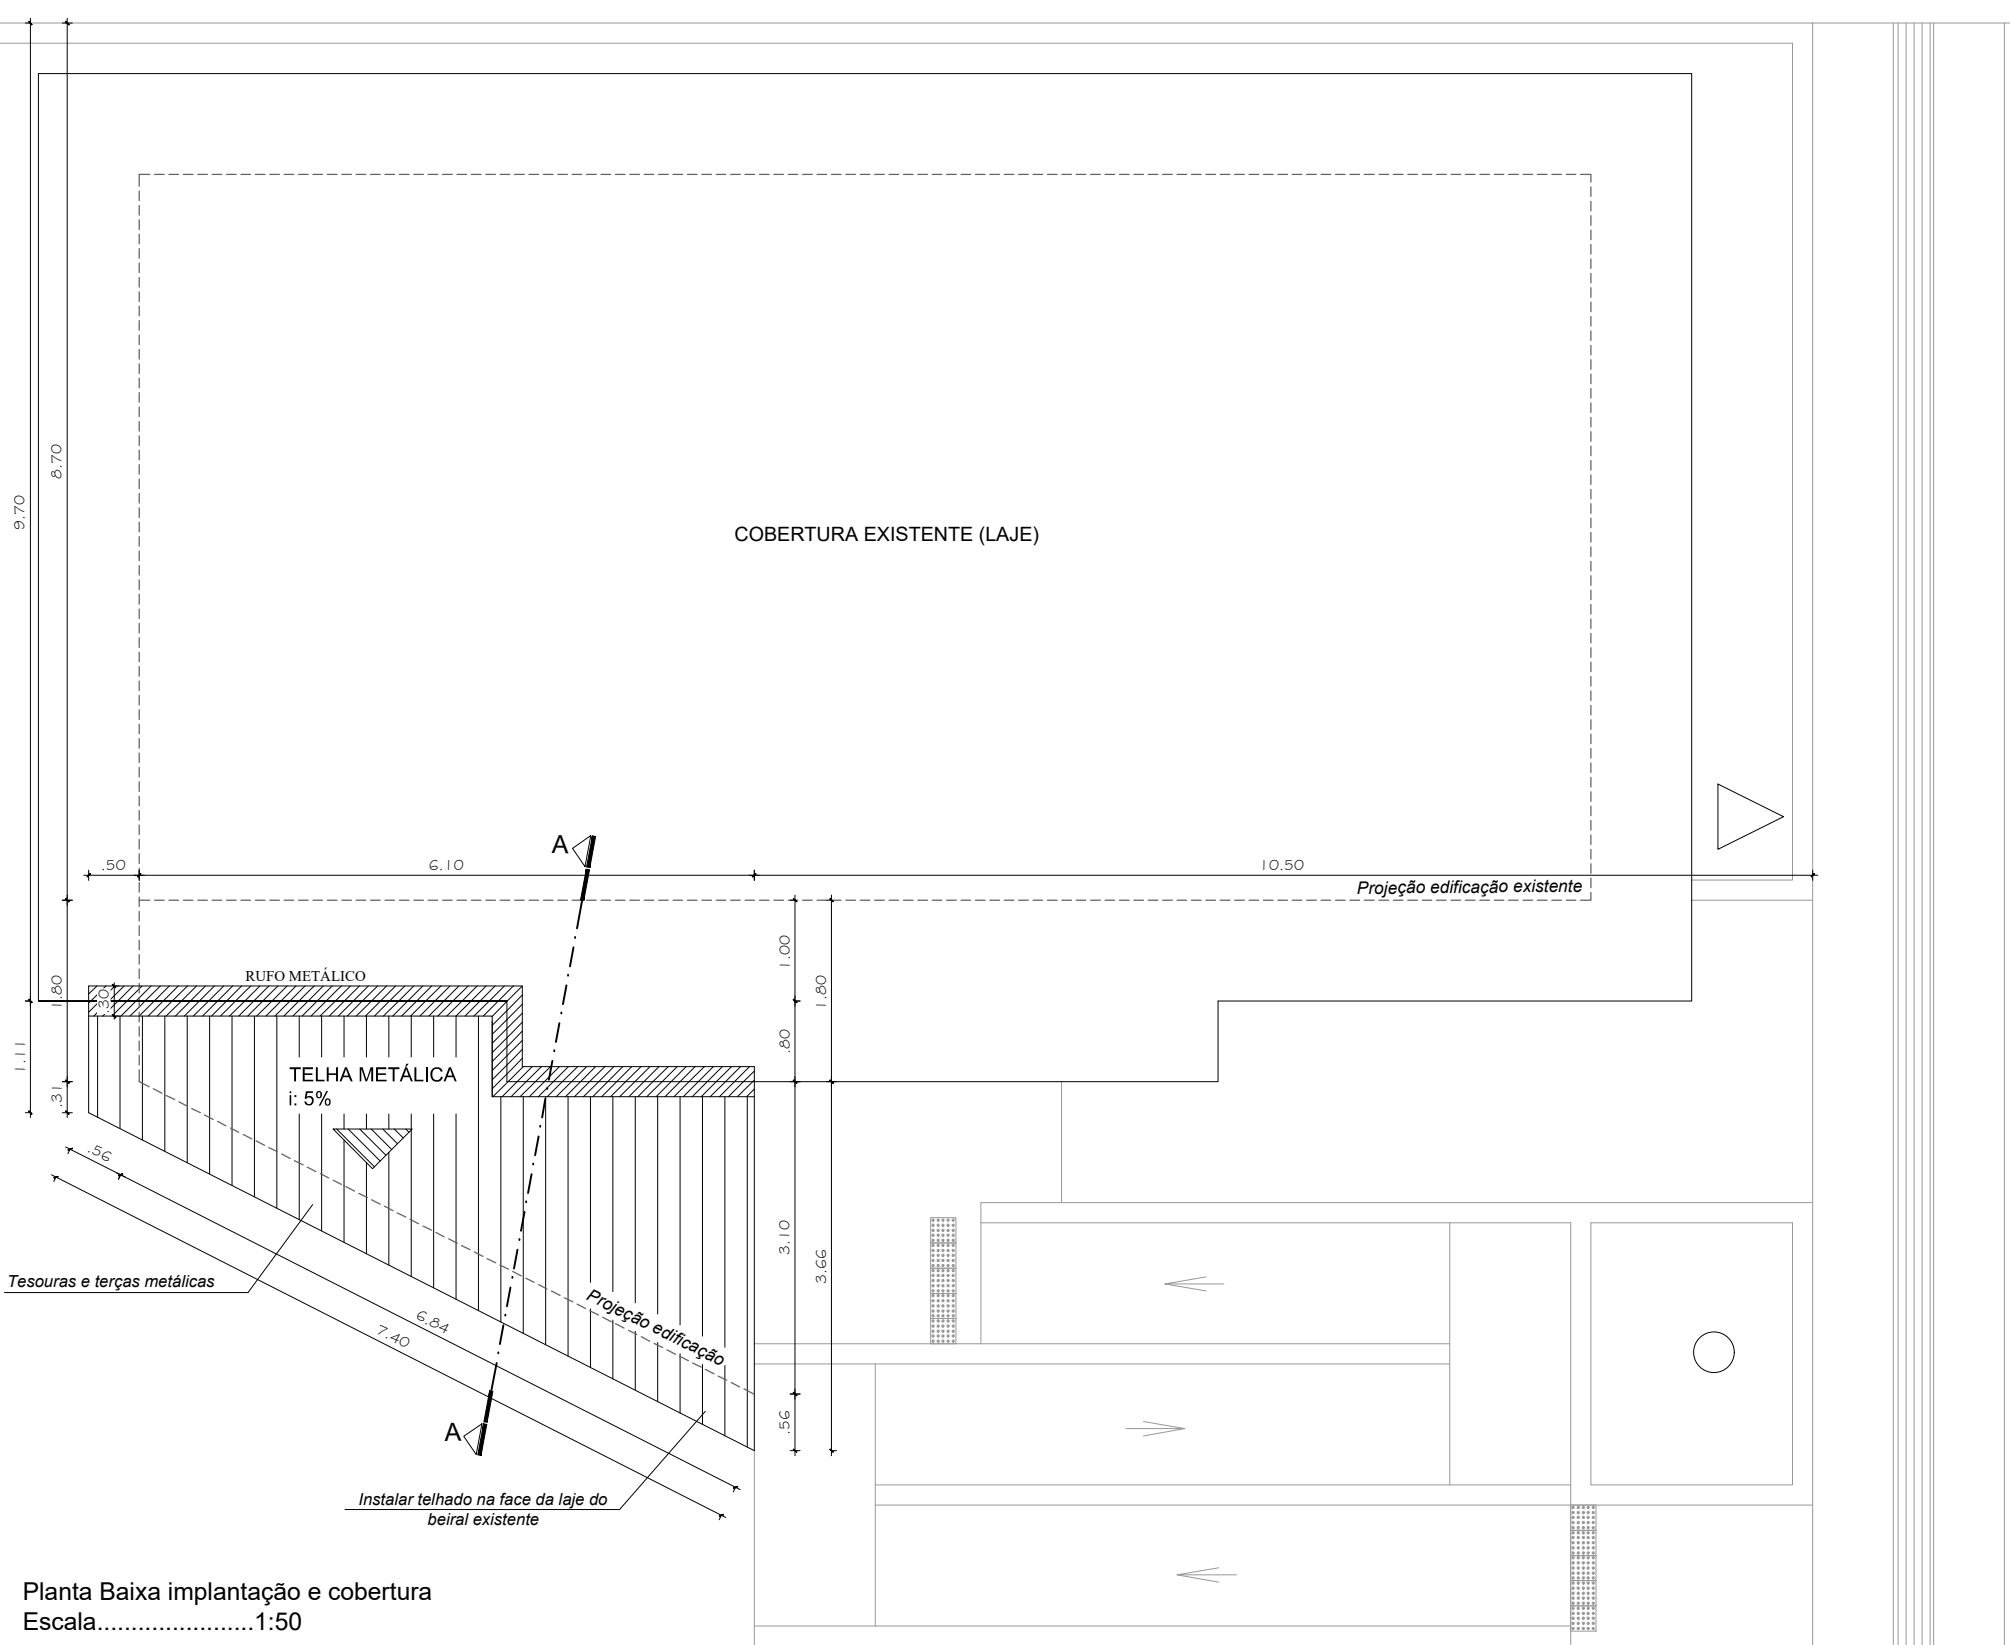 8.70
9.70
COBERTURA EXISTENTE (LAJE)
A
.50
6.10
10.50
Projeção edificação existente
1.00
1.80
1.80
RUFO METÁLICO
.30
.80
1.11
.31
TELHA METÁLICA
i: 5%
.56
3.10
3.66
Tesouras e terças metálicas
Projeção edificação
6.84
7.40
.56
A
Instalar telhado na face da laje do
beiral existente
Planta Baixa implantação e cobertura
Escala.......................1:50